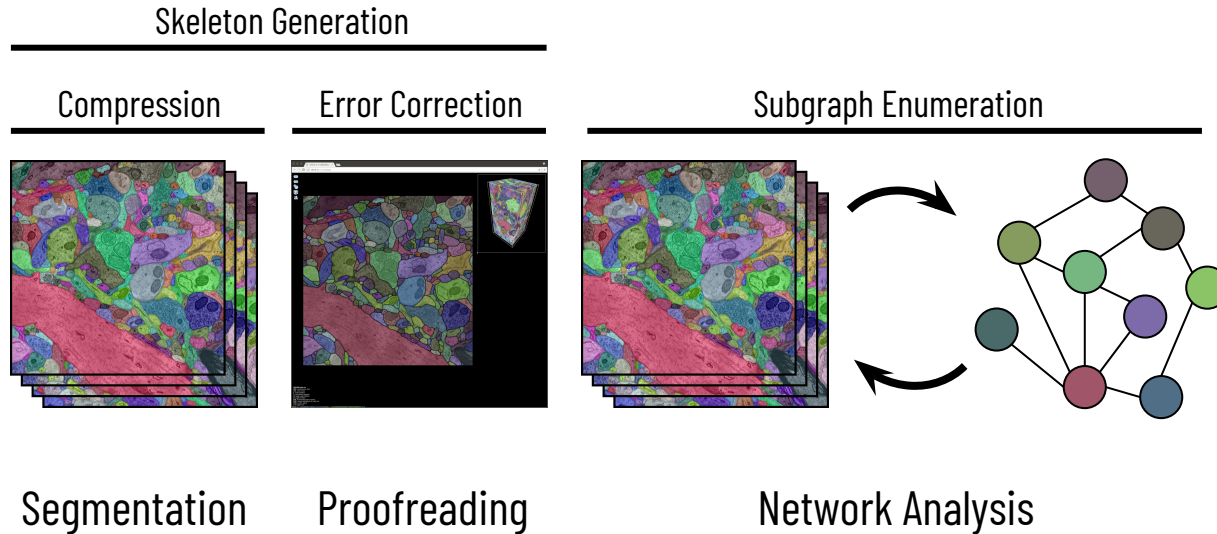 Skeleton Generation
Compression
Error Correction
Subgraph Enumeration
Segmentation
Proofreading
Network Analysis